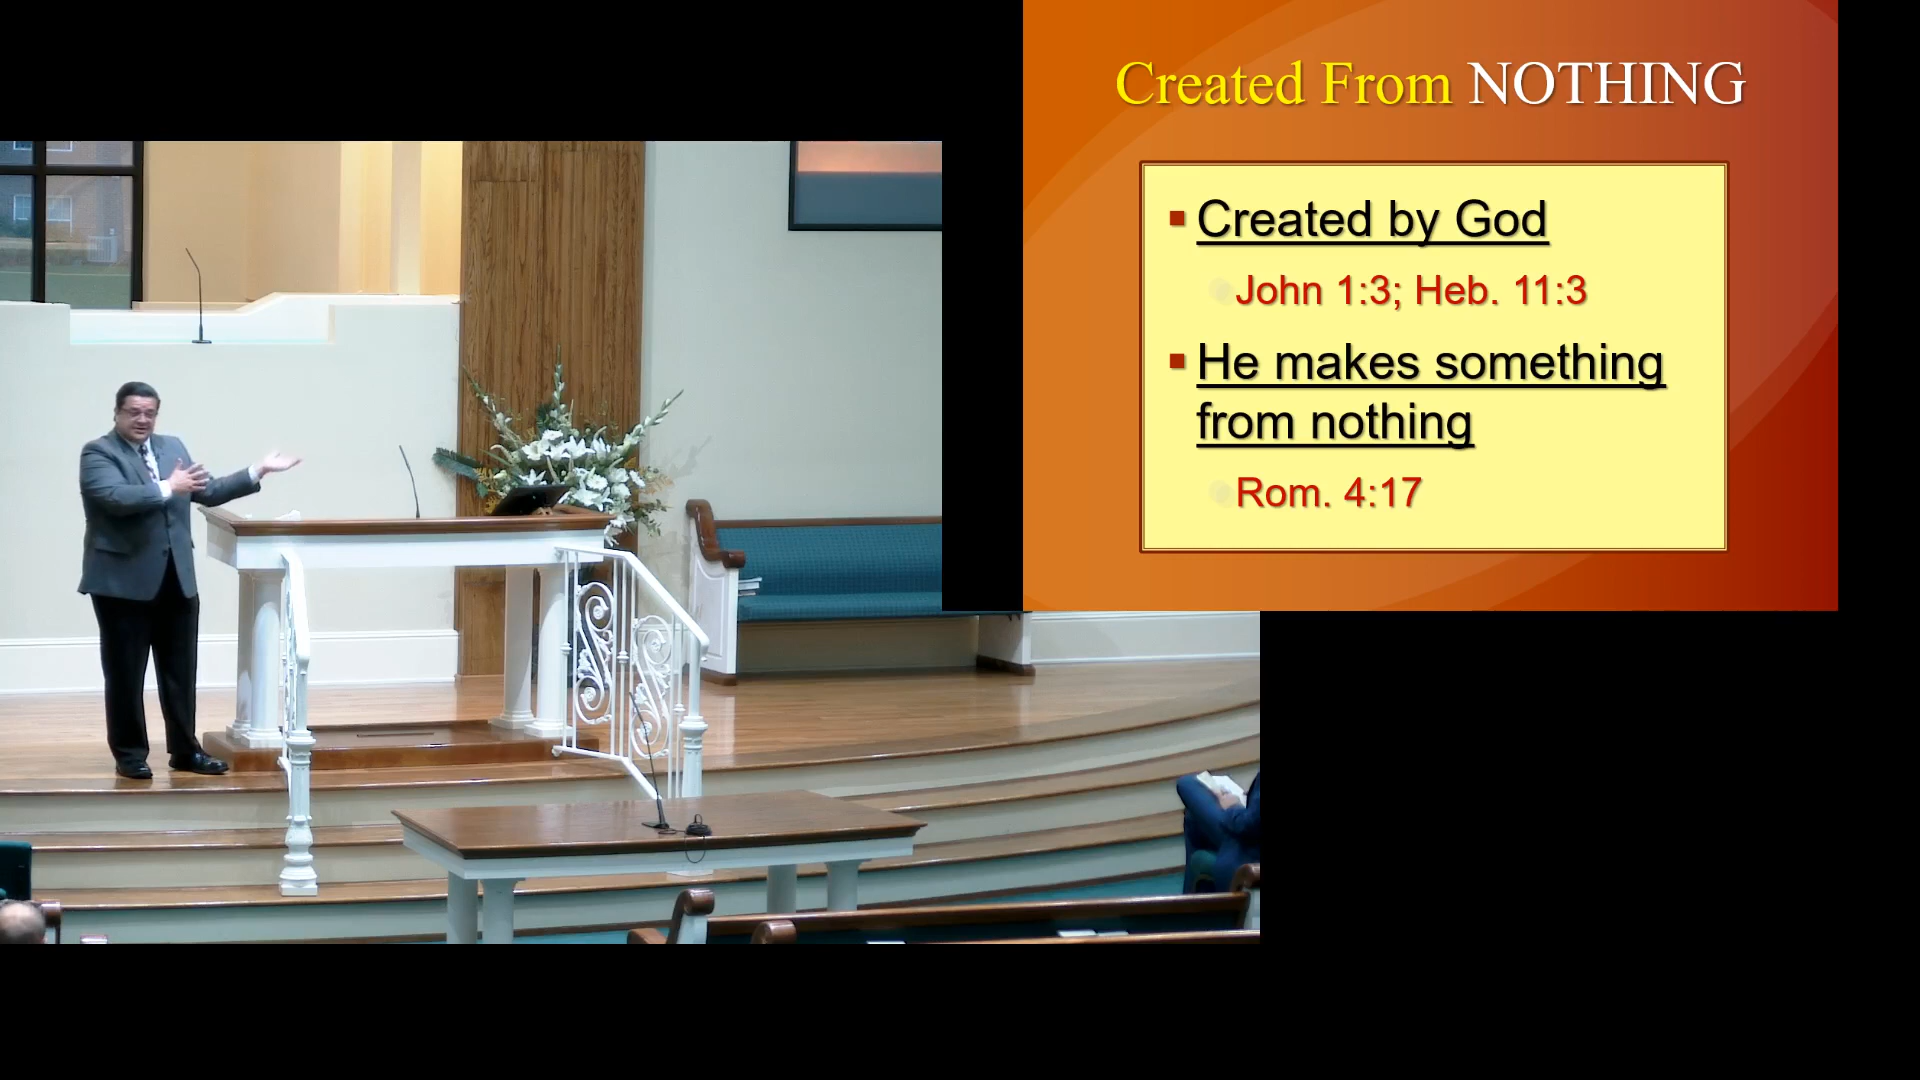 Created From NOTHING
Created by God
John 1:3; Heb. 11:3
He makes something
from nothing
Rom. 4:17